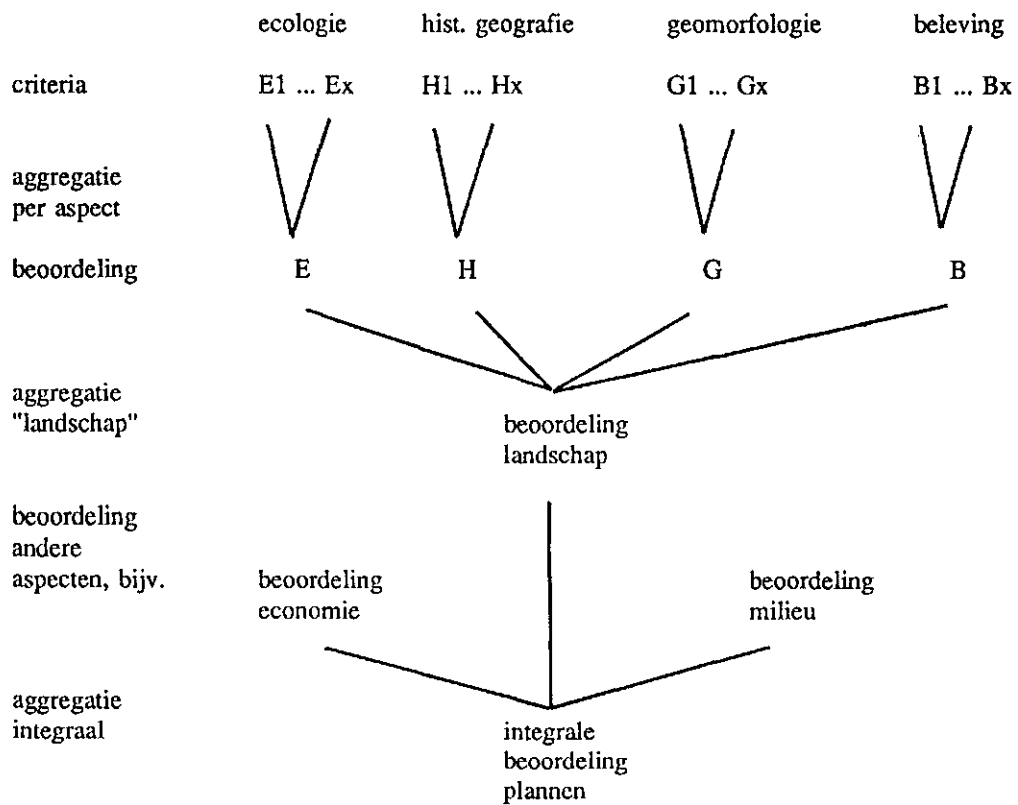 ecologie hist. geografie geomorfologie beleving
criteria E1 ... Ex H1 ... Hx G1 ... Gx B1 ... Bx
aggregatie
per aspect
beoordeling E H G B
aggregatie
"landschap"
beoordeling
landschap
beoordeling
andere
aspecten, bijv.
beoordeling
economie
beoordeling
milieu
aggregatie
integraal
integrale
beoordeling
plannen